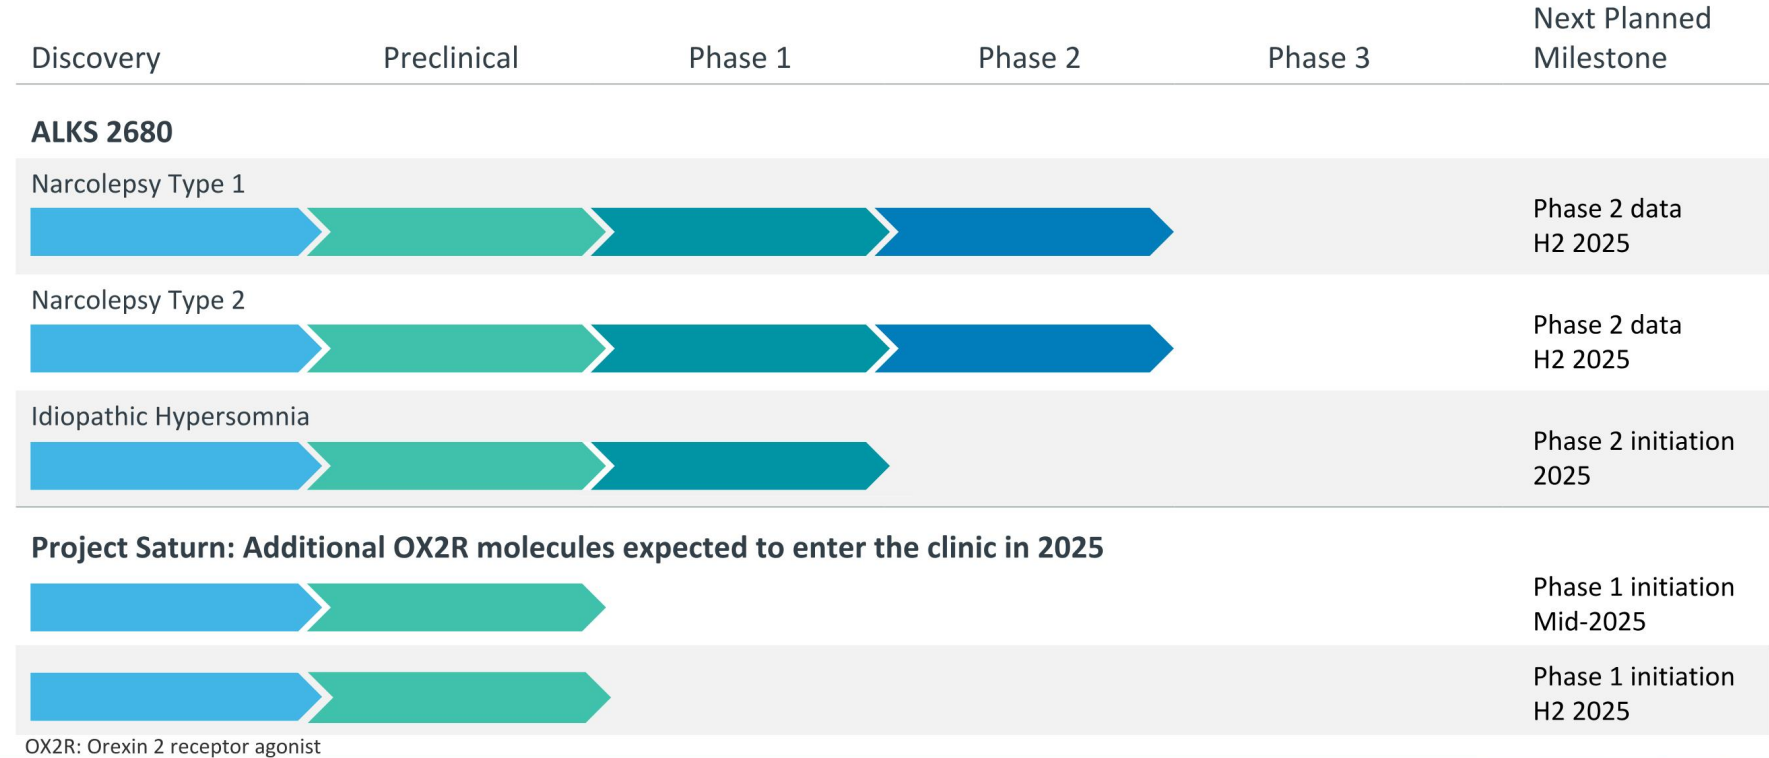 Discovery
Preclinical
Phase 1
Phase 2
Phase 3
Next Planned
Milestone
ALKS 2680
Narcolepsy Type 1
Phase 2 data
H2 2025
Narcolepsy Type 2
Phase 2 data
H2 2025
Idiopathic Hypersomnia
Phase 2 initiation
2025
Project Saturn: Additional OX2R molecules expected to enter the clinic in 2025
Phase 1 initiation
Mid-2025
Phase 1 initiation
H2 2025
OX2R: Orexin 2 receptor agonist